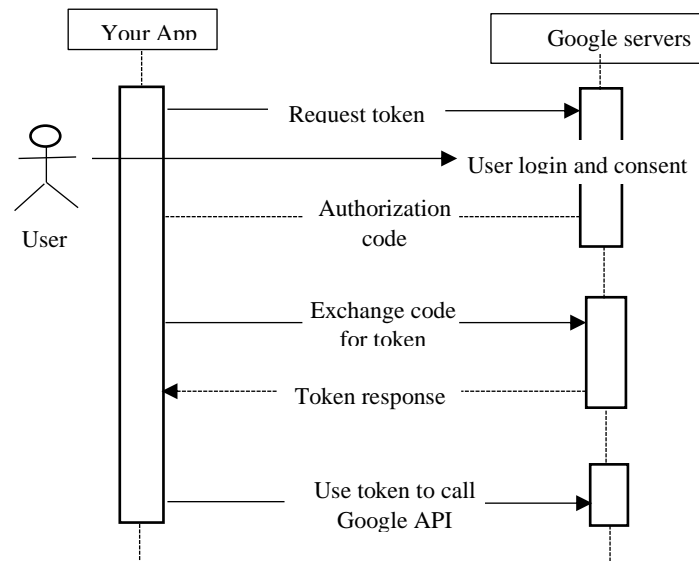 Your App
Google servers
Request token
User login and consent
Authorization
code
User
Exchange code
for token
Token response
Use token to call
Google API